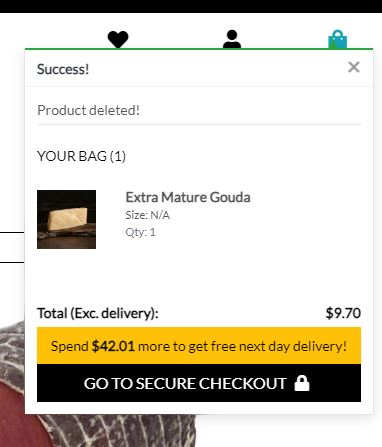 Success!
Product deleted!
YOUR BAG (1)
Extra Mature Gouda
Size: N/A
Qty: 1
Total (Exc. delivery): $9.70
Spend $42.01 more to get free next day delivery!
GO TO SECURE CHECKOUT